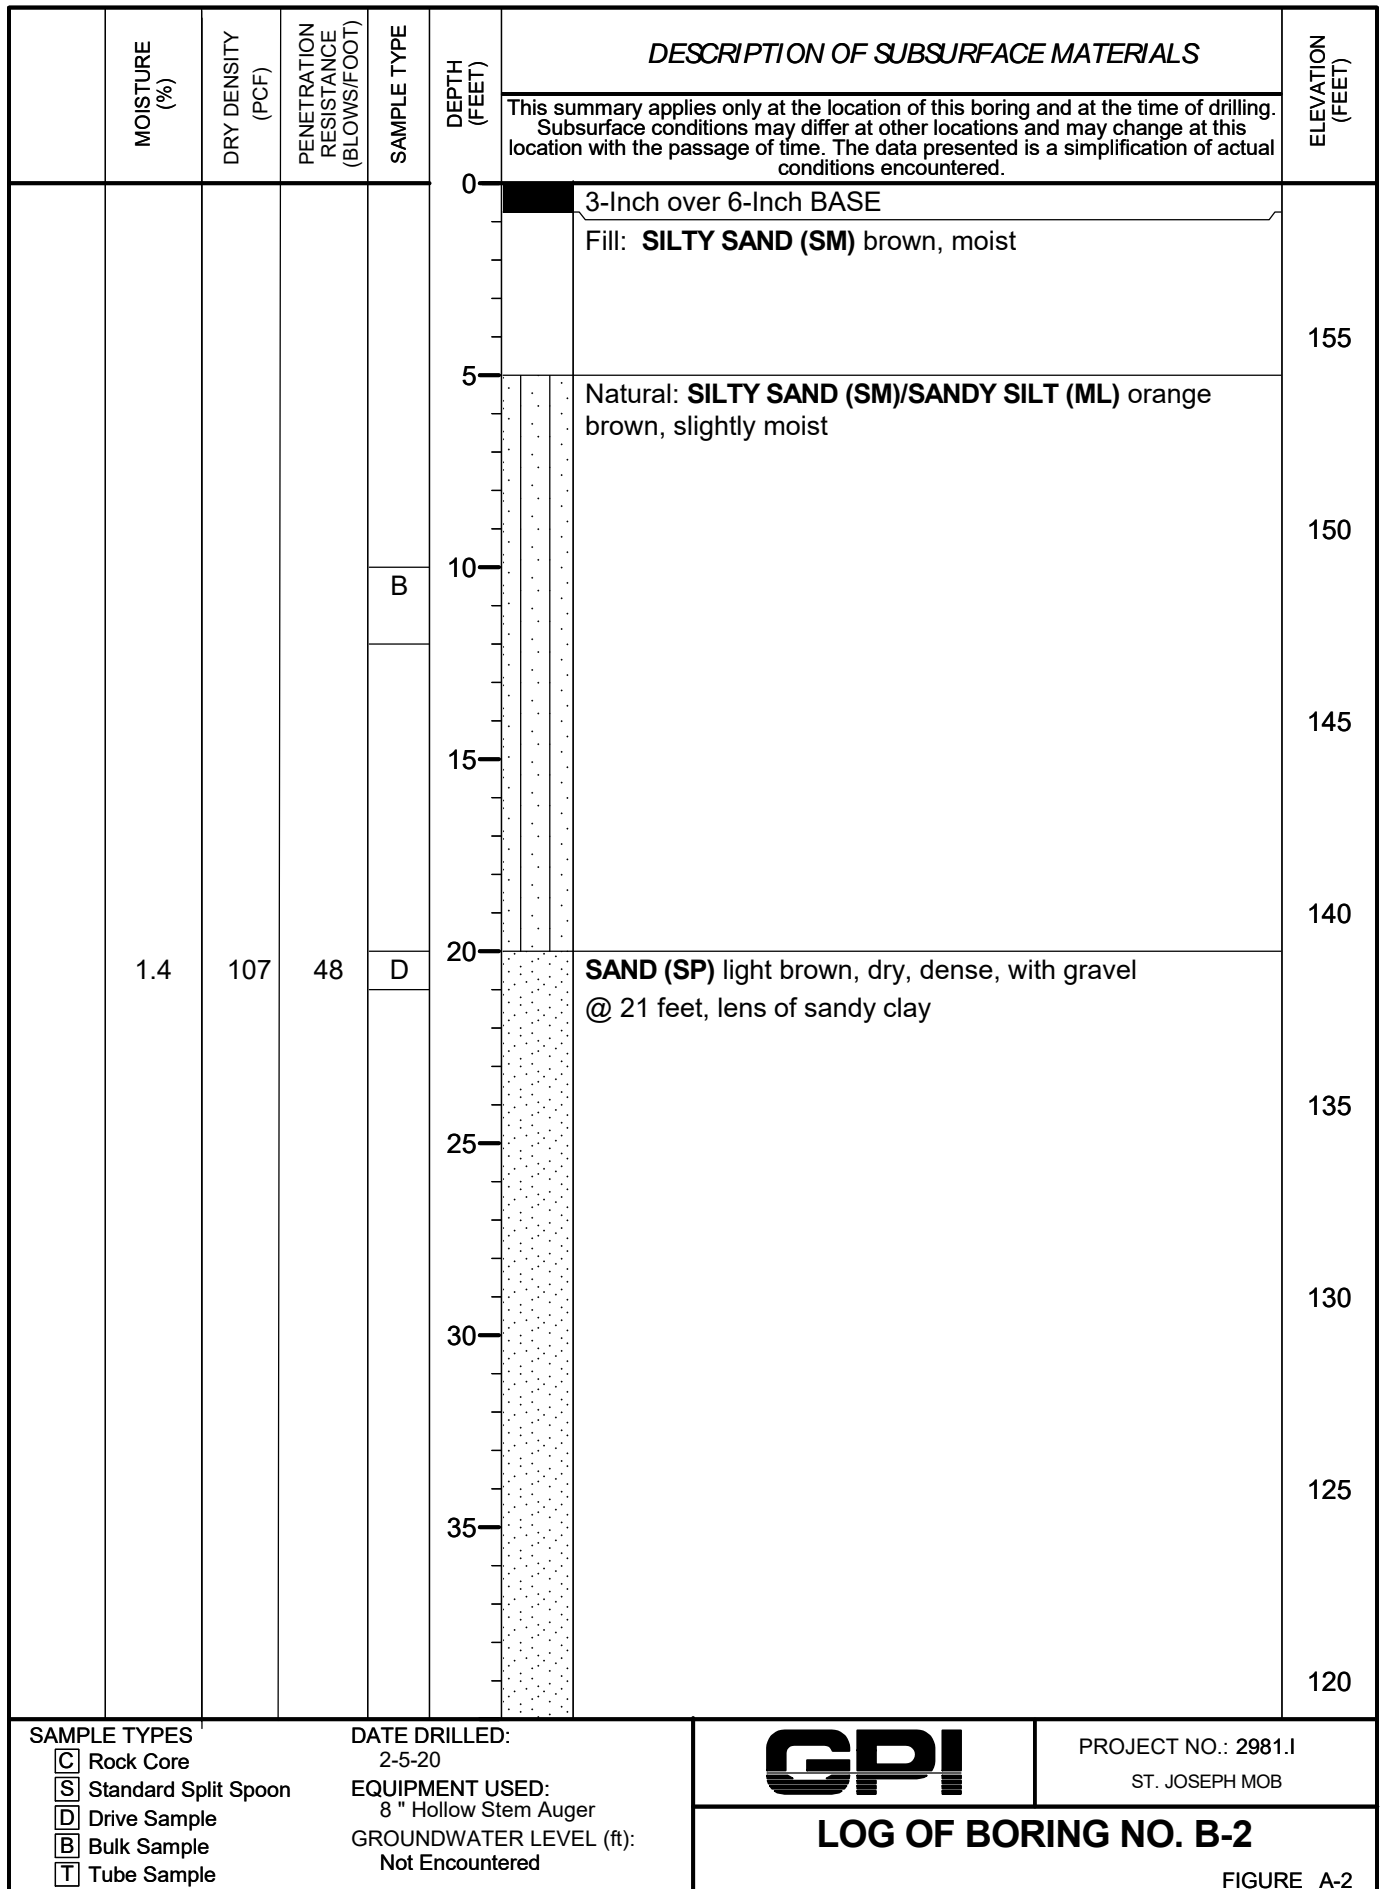 MOISTURE
(%)
DRY DENSITY
(PCF)
PENETRATION
RESISTANCE
(BLOWS/FOOT)
SAMPLE TYPE
DEPTH
(FEET)
DESCRIPTION OF SUBSURFACE MATERIALS
This summary applies only at the location of this boring and at the time of drilling.
Subsurface conditions may differ at other locations and may change at this
location with the passage of time. The data presented is a simplification of actual
conditions encountered.
ELEVATION
(FEET)
0
3-Inch over 6-Inch BASE
Fill: SILTY SAND (SM) brown, moist
155
5
Natural: SILTY SAND (SM)/SANDY SILT (ML) orange
brown, slightly moist
150
10
B
145
15
140
20
1.4 107 48 D SAND (SP) light brown, dry, dense, with gravel
@ 21 feet, lens of sandy clay
135
25
130
30
125
35
120
SAMPLE TYPES
C Rock Core
S Standard Split Spoon
D Drive Sample
B Bulk Sample
T Tube Sample
DATE DRILLED:
2-5-20
EQUIPMENT USED:
8 " Hollow Stem Auger
GROUNDWATER LEVEL (ft):
Not Encountered
GPI
PROJECT NO.: 2981.I
ST. JOSEPH MOB
LOG OF BORING NO. B-2
FIGURE A-2